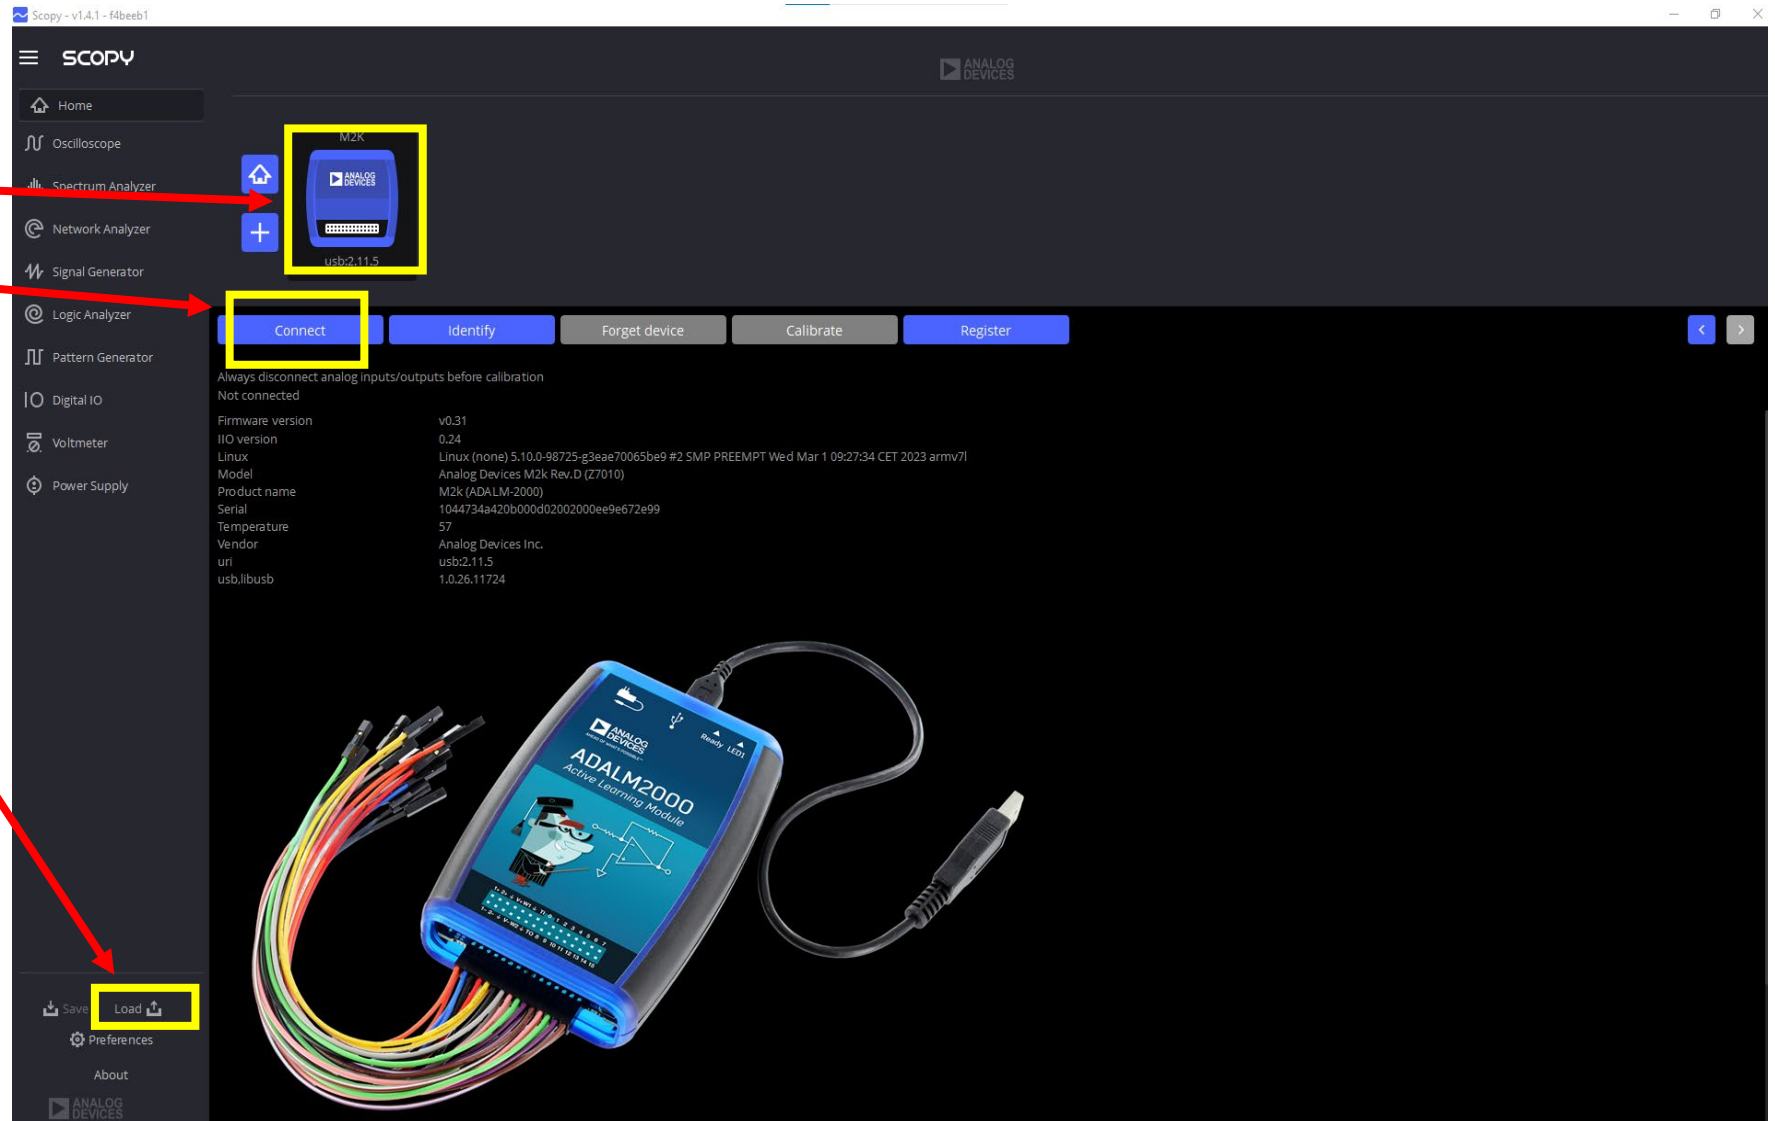 Scopy - v1.4.1 - f4beeb1
SCOPY
ANALOG
DEVICES
Home
Oscilloscope
Spectrum Analyzer
Network Analyzer
Signal Generator
Logic Analyzer
Pattern Generator
Digital IO
Voltmeter
Power Supply
M2K
ANALOG
DEVICES
usb:2.11.5
Connect Identify Forget device Calibrate Register
Always disconnect analog inputs/outputs before calibration
Not connected
Firmware version v0.31
IIO version 0.24
Linux Linux (none) 5.10.0-98725-g3eae70065be9 #2 SMP PREEMPT Wed Mar 1 09:27:34 CET 2023 armv7l
Model Analog Devices M2k Rev.D (Z7010)
Product name M2k (ADALM-2000)
Serial 1044734a420b000d02002000ee9e672e99
Temperature 57
Vendor Analog Devices Inc.
uri usb:2.11.5
usb,libusb 1.0.26.11724
Ready LED1
ANALOG
DEVICES
AHEAD OF WHAT'S POSSIBLE™
ADALM2000
Active Learning Module
Save Load
Preferences
About
ANALOG
DEVICES